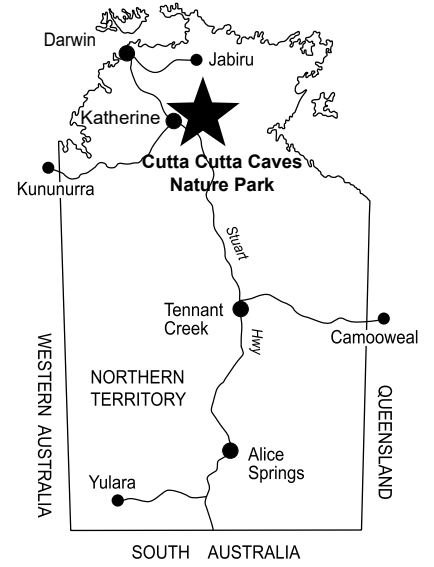 Darwin
Jabiru
Katherine
Cutta Cutta Caves
Nature Park
Kununurra
Stuart
Tennant
Creek
Hwy
Camooweal
WESTERN AUSTRALIA
NORTHERN
TERRITORY
QUEENSLAND
Alice
Springs
Yulara
SOUTH AUSTRALIA